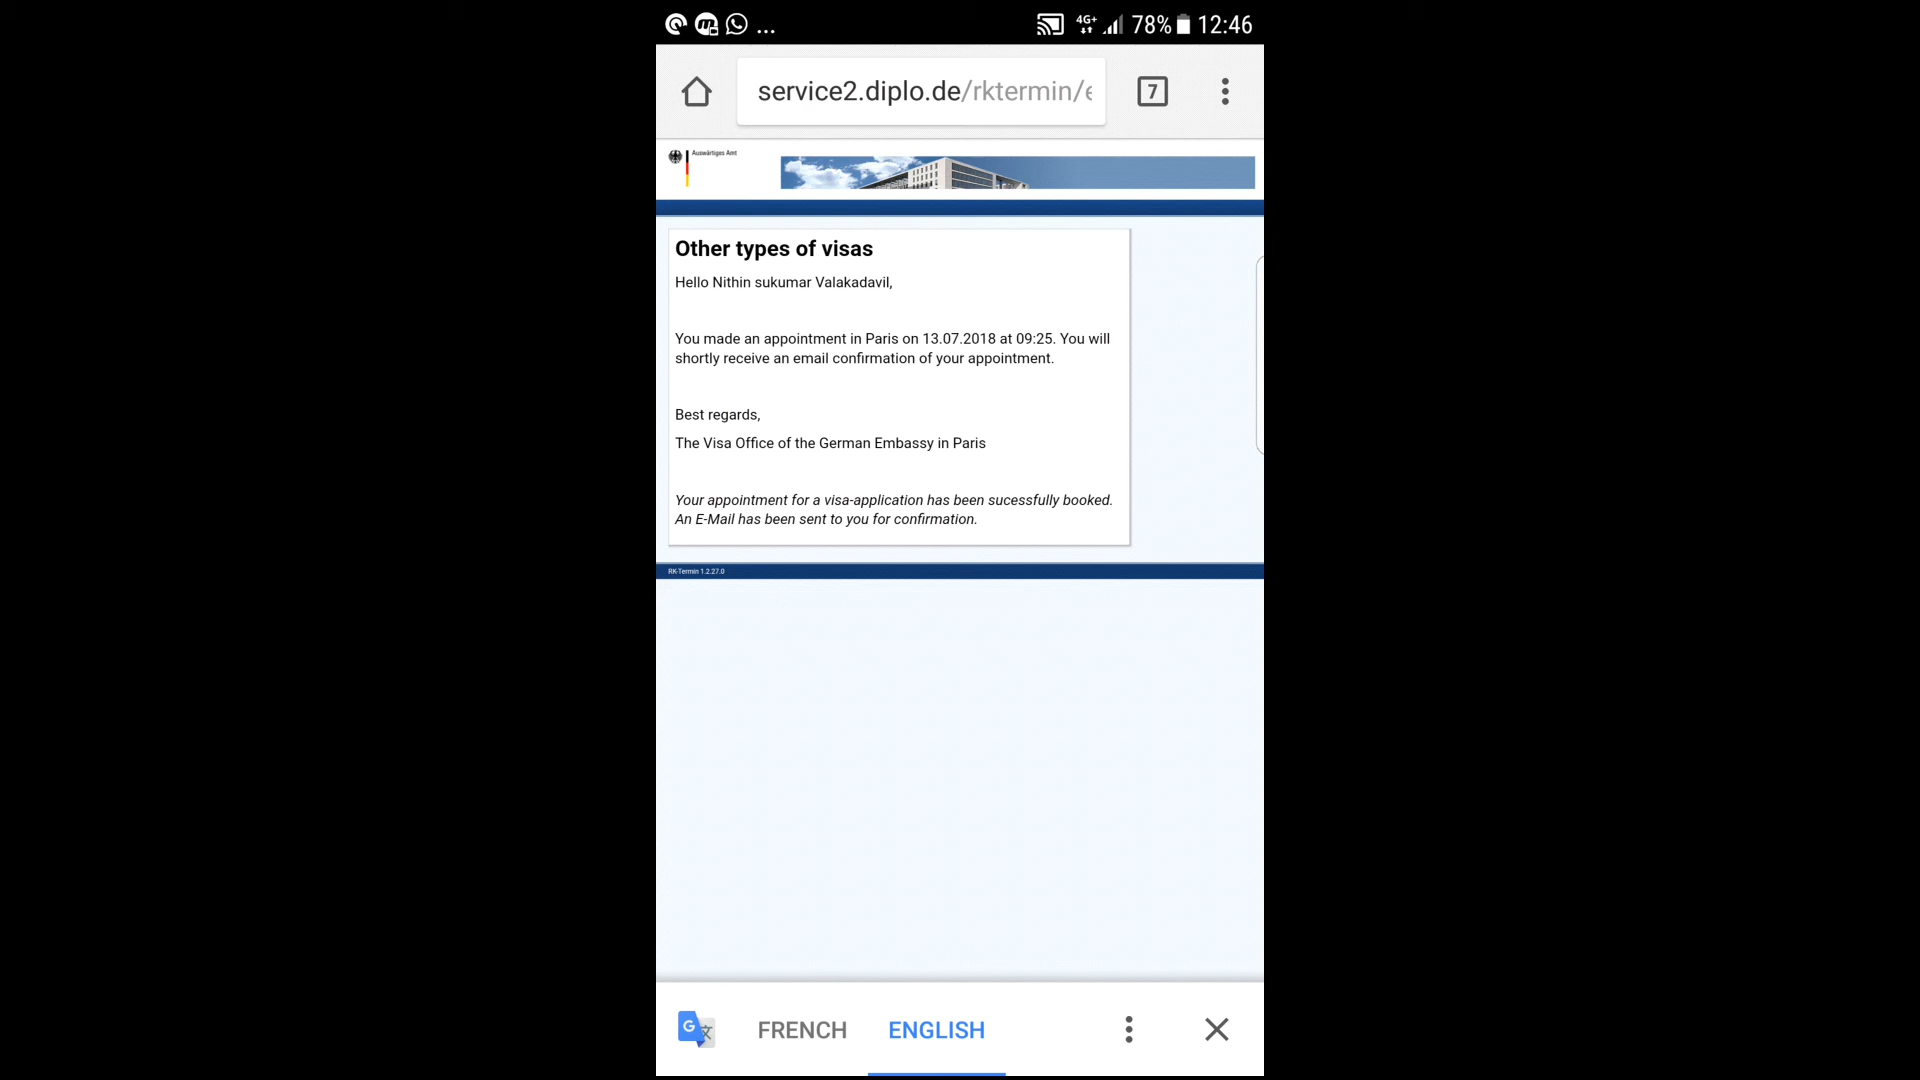 ... 4G+ 78% 12:46
service2.diplo.de/rktermin/e
7
Auswärtiges Amt
Other types of visas
Hello Nithin sukumar Valakadavil,
You made an appointment in Paris on 13.07.2018 at 09:25. You will
shortly receive an email confirmation of your appointment.
Best regards,
The Visa Office of the German Embassy in Paris
Your appointment for a visa-application has been sucessfully booked.
An E-Mail has been sent to you for confirmation.
RK-Termin 1.2.27.0
G 文 FRENCH ENGLISH